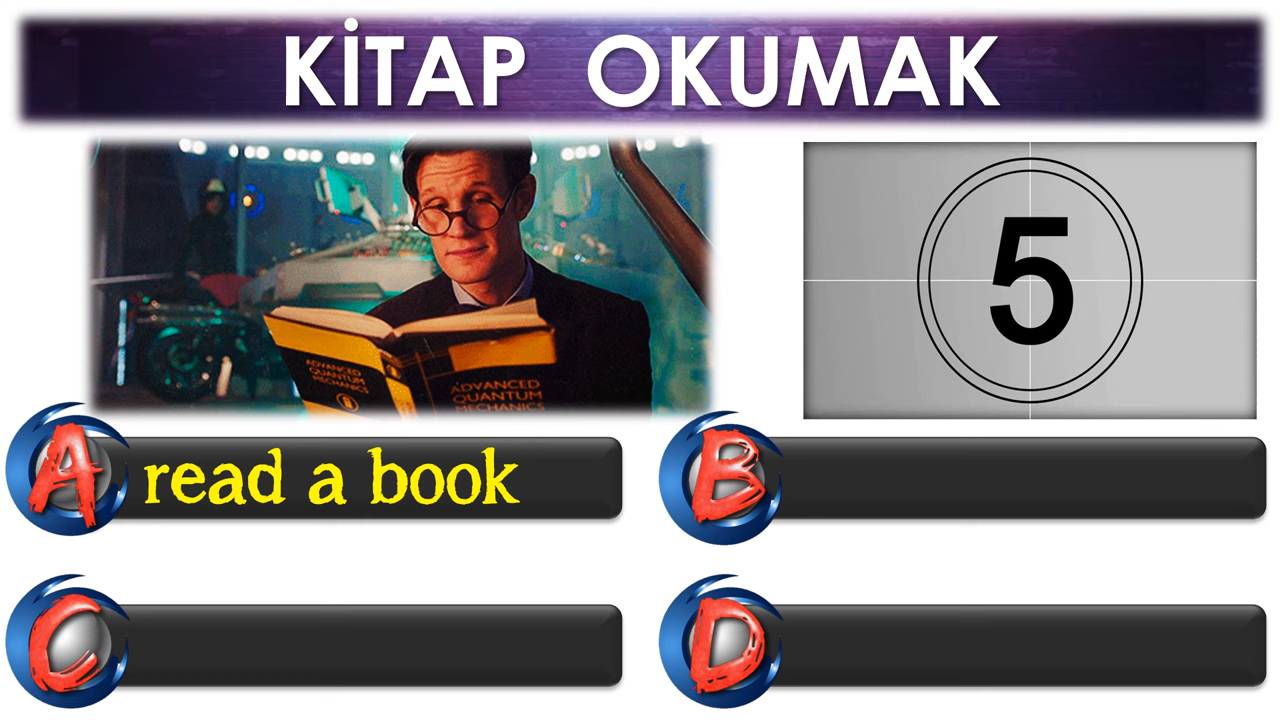 KİTAP OKUMAK
ADVANCED
QUANTUM
MECHANICS
ADVANCED
QUANTUM
MECHANICS
5
A read a book
B
C
D